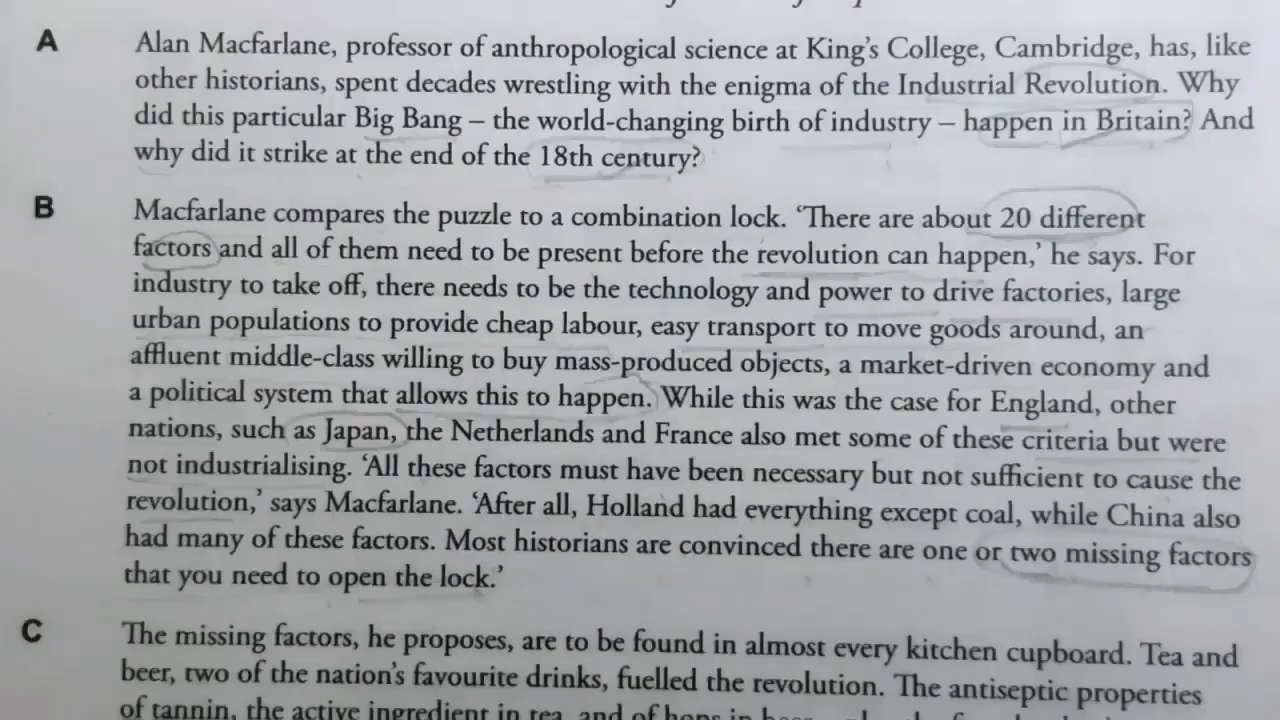 A
Alan Macfarlane, professor of anthropological science at King's College, Cambridge, has, like
other historians, spent decades wrestling with the enigma of the Industrial Revolution. Why
did this particular Big Bang – the world-changing birth of industry – happen in Britain? And
why did it strike at the end of the 18th century?
B
Macfarlane compares the puzzle to a combination lock. 'There are about 20 different
factors and all of them need to be present before the revolution can happen,' he says. For
industry to take off, there needs to be the technology and power to drive factories, large
urban populations to provide cheap labour, easy transport to move goods around, an
affluent middle-class willing to buy mass-produced objects, a market-driven economy and
a political system that allows this to happen. While this was the case for England, other
nations, such as Japan, the Netherlands and France also met some of these criteria but were
not industrialising. 'All these factors must have been necessary but not sufficient to cause the
revolution,' says Macfarlane. 'After all, Holland had everything except coal, while China also
had many of these factors. Most historians are convinced there are one or two missing factors
that you need to open the lock.'
C
The missing factors, he proposes, are to be found in almost every kitchen cupboard. Tea and
beer, two of the nation's favourite drinks, fuelled the revolution. The antiseptic properties
of tannin, the active ingredient in tea, and of hops in beer